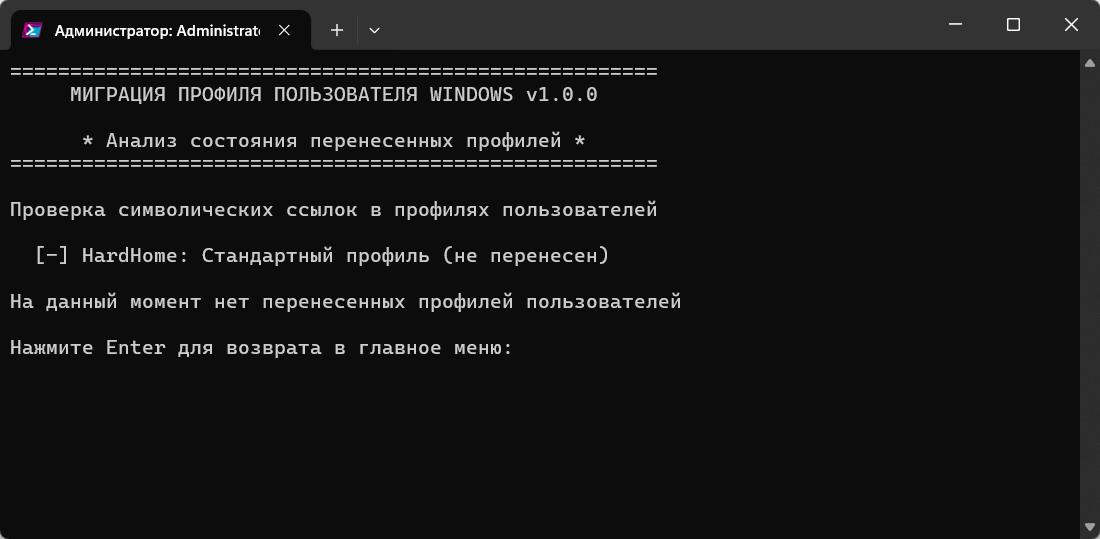 Администратор: Administrat
======================================================
МИГРАЦИЯ ПРОФИЛЯ ПОЛЬЗОВАТЕЛЯ WINDOWS v1.0.0
* Анализ состояния перенесенных профилей *
======================================================
Проверка символических ссылок в профилях пользователей
[-] HardHome: Стандартный профиль (не перенесен)
На данный момент нет перенесенных профилей пользователей
Нажмите Enter для возврата в главное меню: